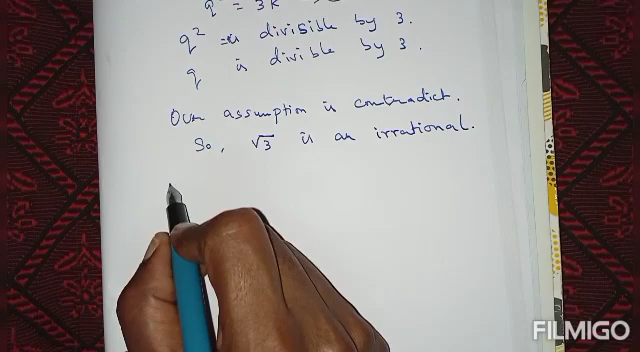 q² = 3k
q² is divisible by 3.
q is divible by 3.
Our assumption is contradict.
So, √3 is an irrational.
FILMIGO